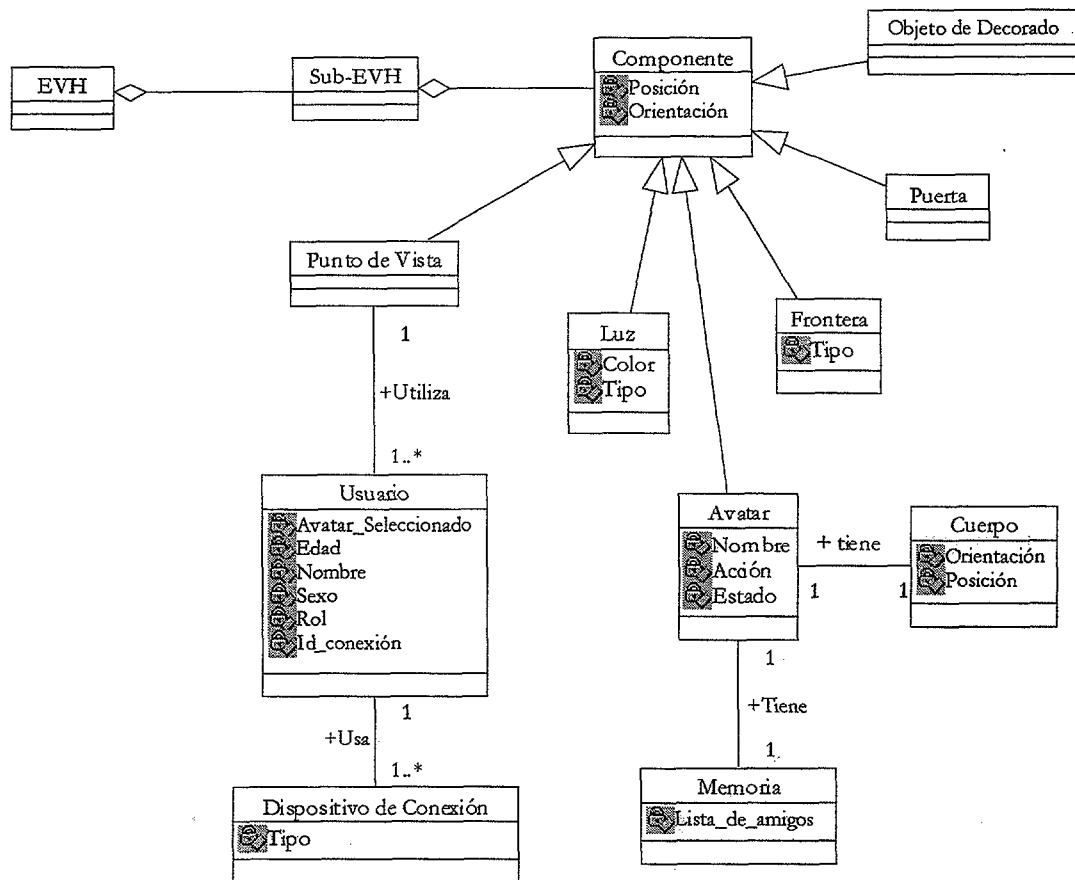 Objeto de Decorado
Componente
Posición
Orientación
EVH
Sub-EVH
Puerta
Punto de Vista
1
+Utiliza
1..*
Luz
Color
Tipo
Frontera
Tipo
Usuario
Avatar_Seleccionado
Edad
Nombre
Sexo
Rol
Id_conexión
Avatar
Nombre
Acción
Estado
+ tiene
1
1
Cuerpo
Orientación
Posición
1
+Usa
1..*
1
+Tiene
1
Dispositivo de Conexión
Tipo
Memoria
Lista_de_amigos